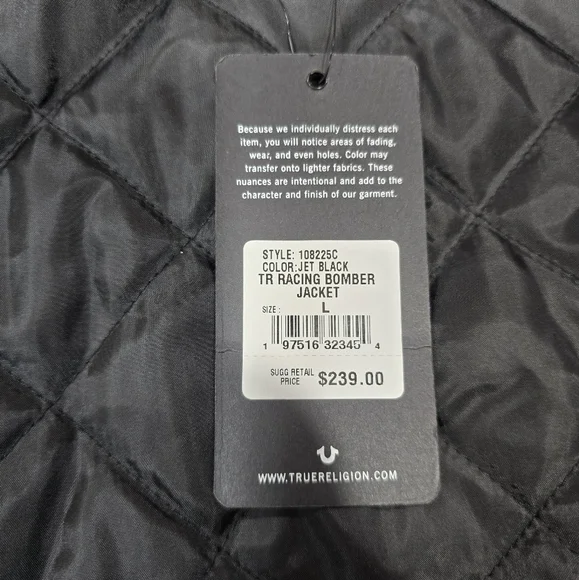 Because we individually distress each
item, you will notice areas of fading,
wear, and even holes. Color may
transfer onto lighter fabrics. These
nuances are intentional and add to the
character and finish of our garment.
STYLE: 108225C
COLOR:JET BLACK
TR RACING BOMBER
JACKET
SIZE: L
1 97516 32345 4
SUGG RETAIL
PRICE $239.00
WWW.TRUERELIGION.COM